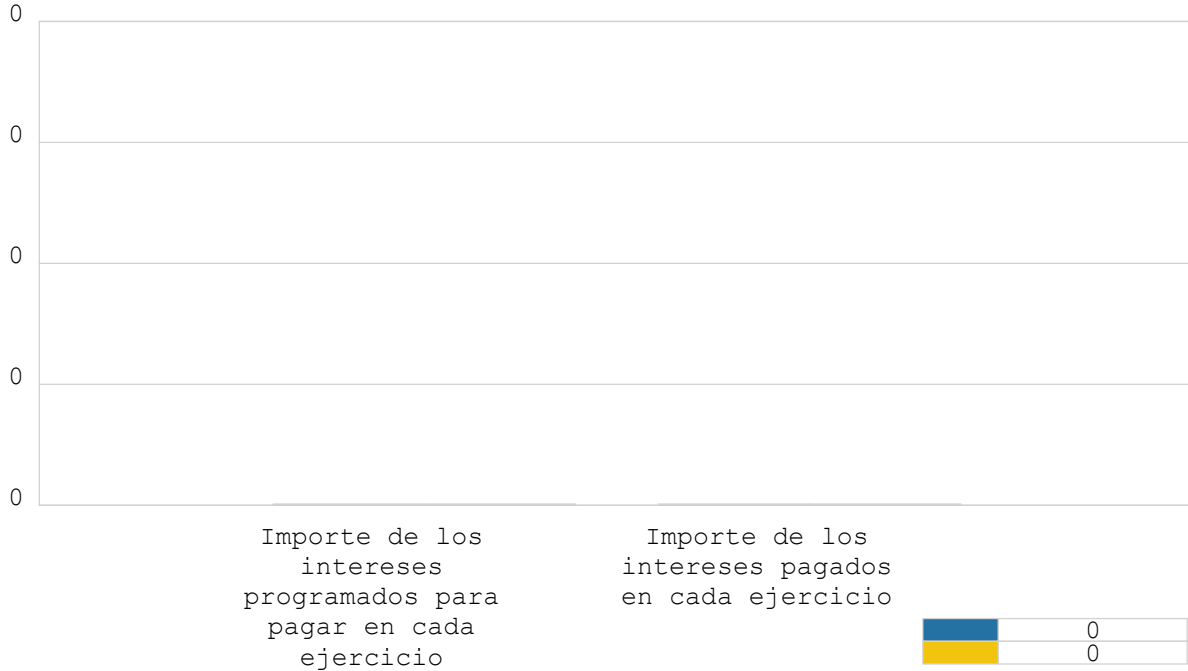 0
0
0
0
0
Importe de los
intereses
programados para
pagar en cada
ejercicio
Importe de los
intereses pagados
en cada ejercicio
0
0